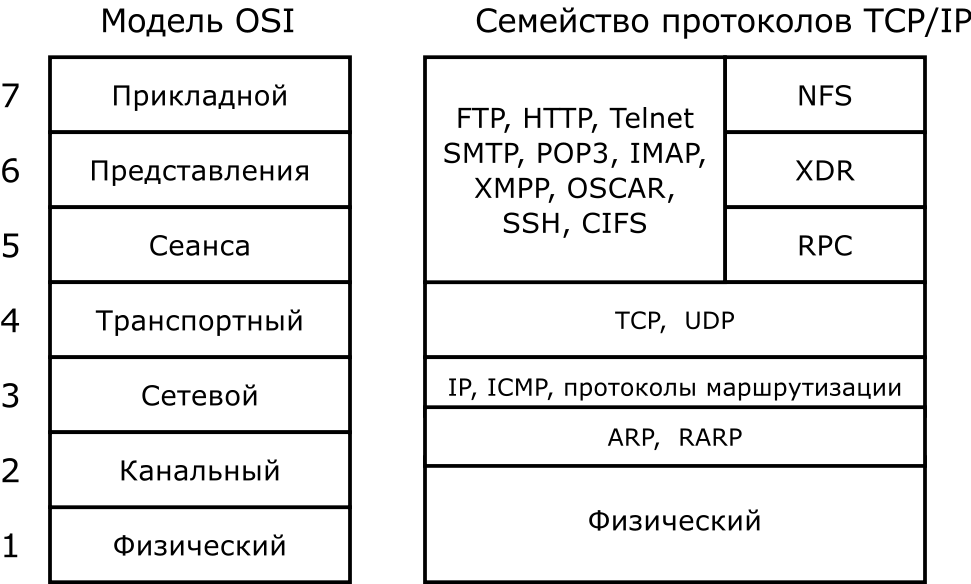 Модель OSI
Семейство протоколов TCP/IP
7
Прикладной
6
Представления
5
Сеанса
4
Транспортный
3
Сетевой
2
Канальный
1
Физический
FTP, HTTP, Telnet
SMTP, POP3, IMAP,
XMPP, OSCAR,
SSH, CIFS
NFS
XDR
RPC
TCP, UDP
IP, ICMP, протоколы маршрутизации
ARP, RARP
Физический